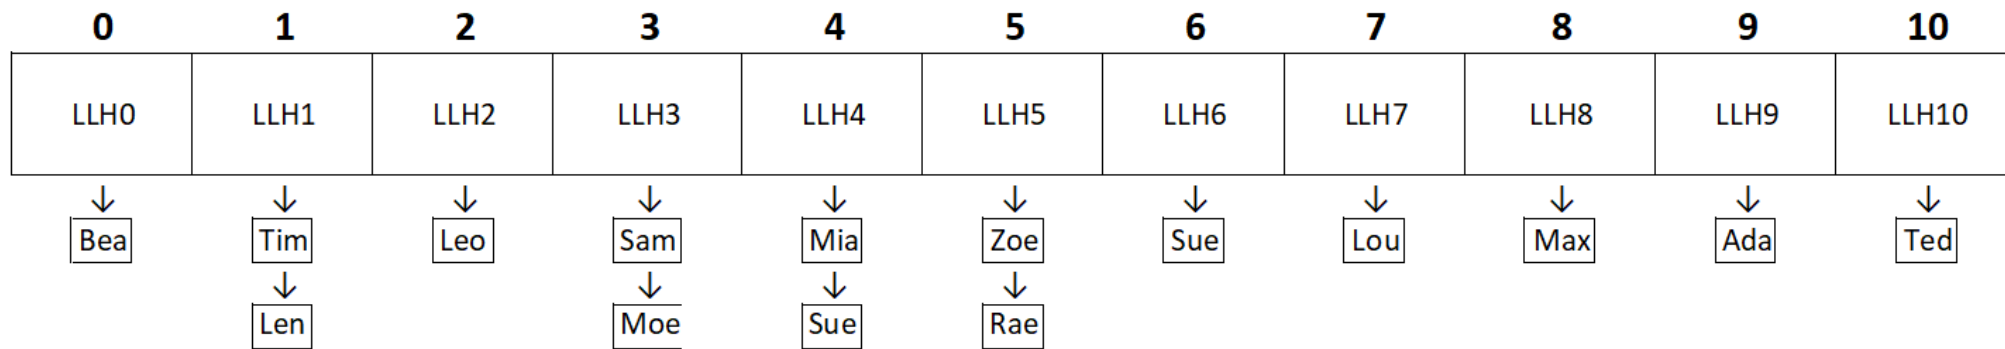 0 1 2 3 4 5 6 7 8 9 10
LLH0 LLH1 LLH2 LLH3 LLH4 LLH5 LLH6 LLH7 LLH8 LLH9 LLH10
Bea Tim Leo Sam Mia Zoe Sue Lou Max Ada Ted
Len Moe Sue Rae